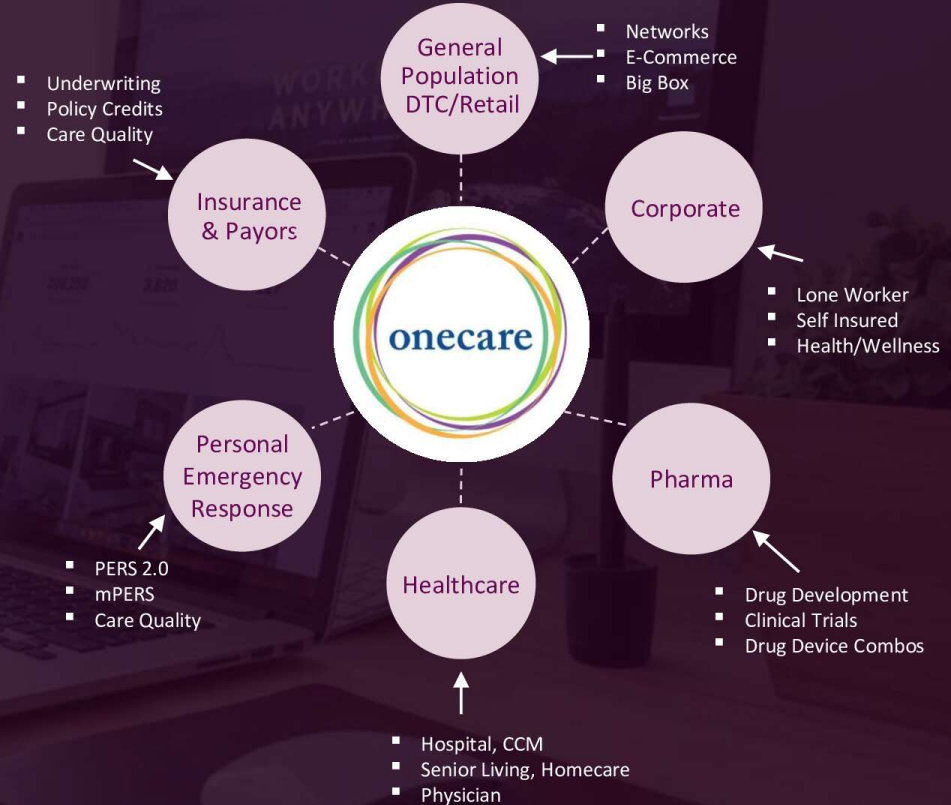 General
Population
DTC/Retail
Networks
E-Commerce
Big Box
Underwriting
Policy Credits
Care Quality
Insurance
& Payors
Corporate
Lone Worker
Self Insured
Health/Wellness
onecare
Personal
Emergency
Response
PERS 2.0
mPERS
Care Quality
Pharma
Drug Development
Clinical Trials
Drug Device Combos
Healthcare
Hospital, CCM
Senior Living, Homecare
Physician